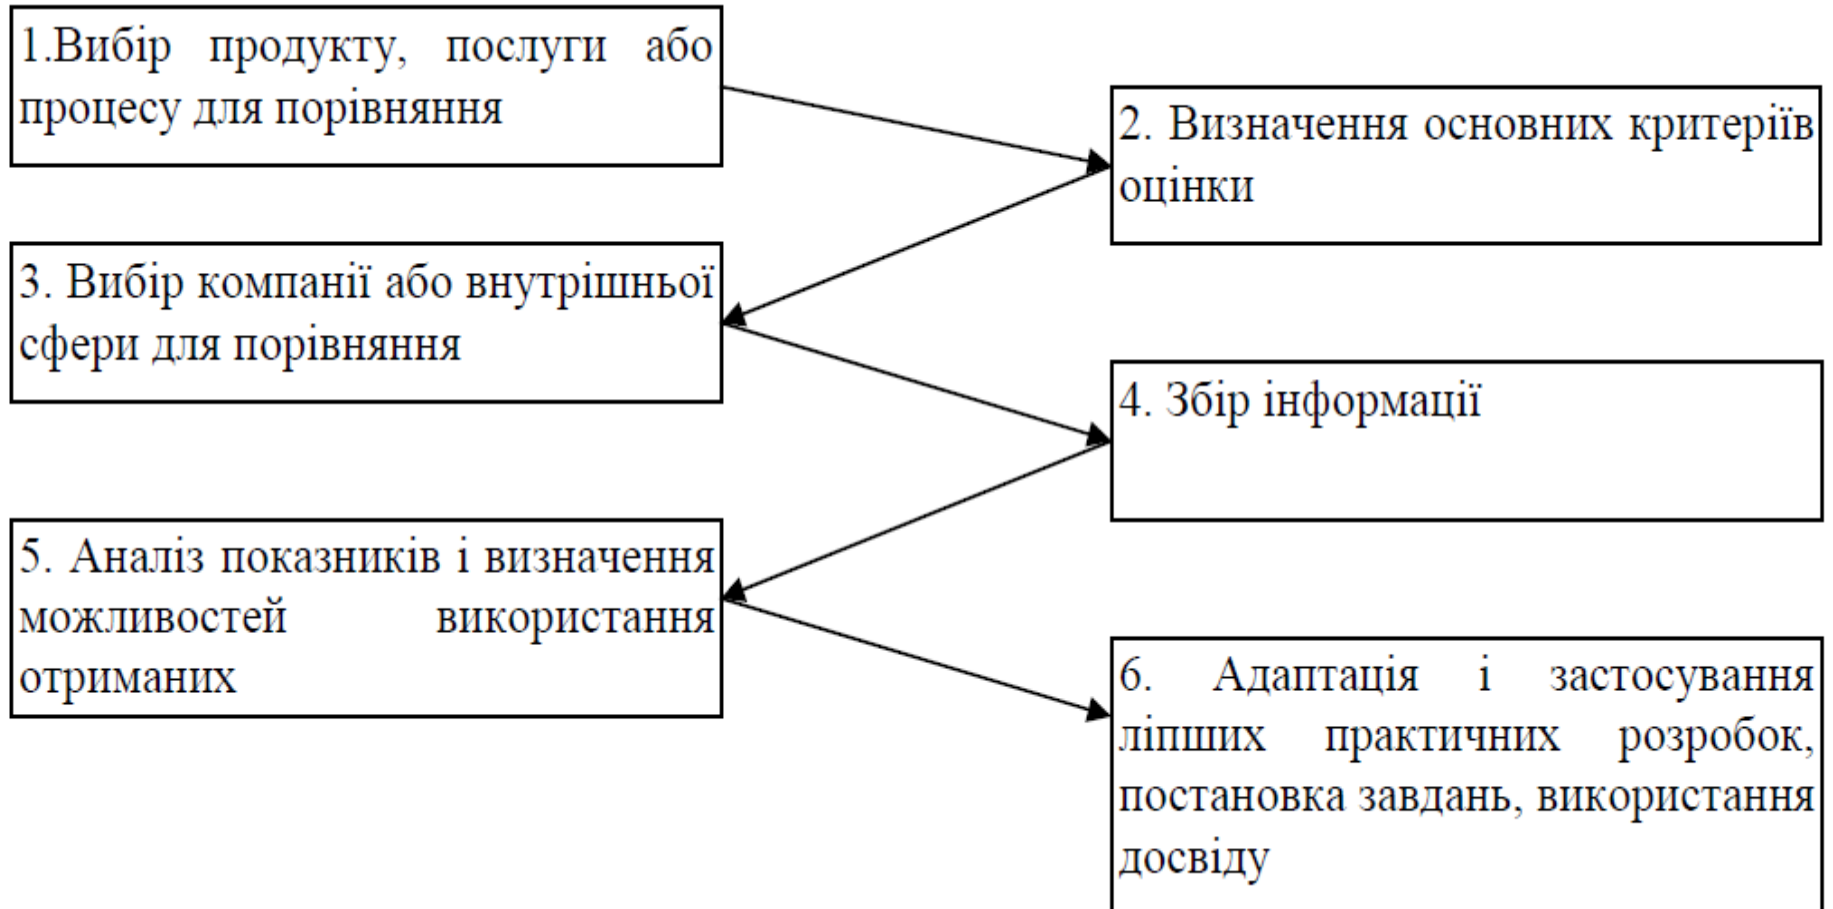 1.Вибір продукту, послуги або
процесу для порівняння
2. Визначення основних критеріїв
оцінки
3. Вибір компанії або внутрішньої
сфери для порівняння
4. Збір інформації
5. Аналіз показників і визначення
можливостей використання
отриманих
6. Адаптація і застосування
ліпших практичних розробок,
постановка завдань, використання
досвіду